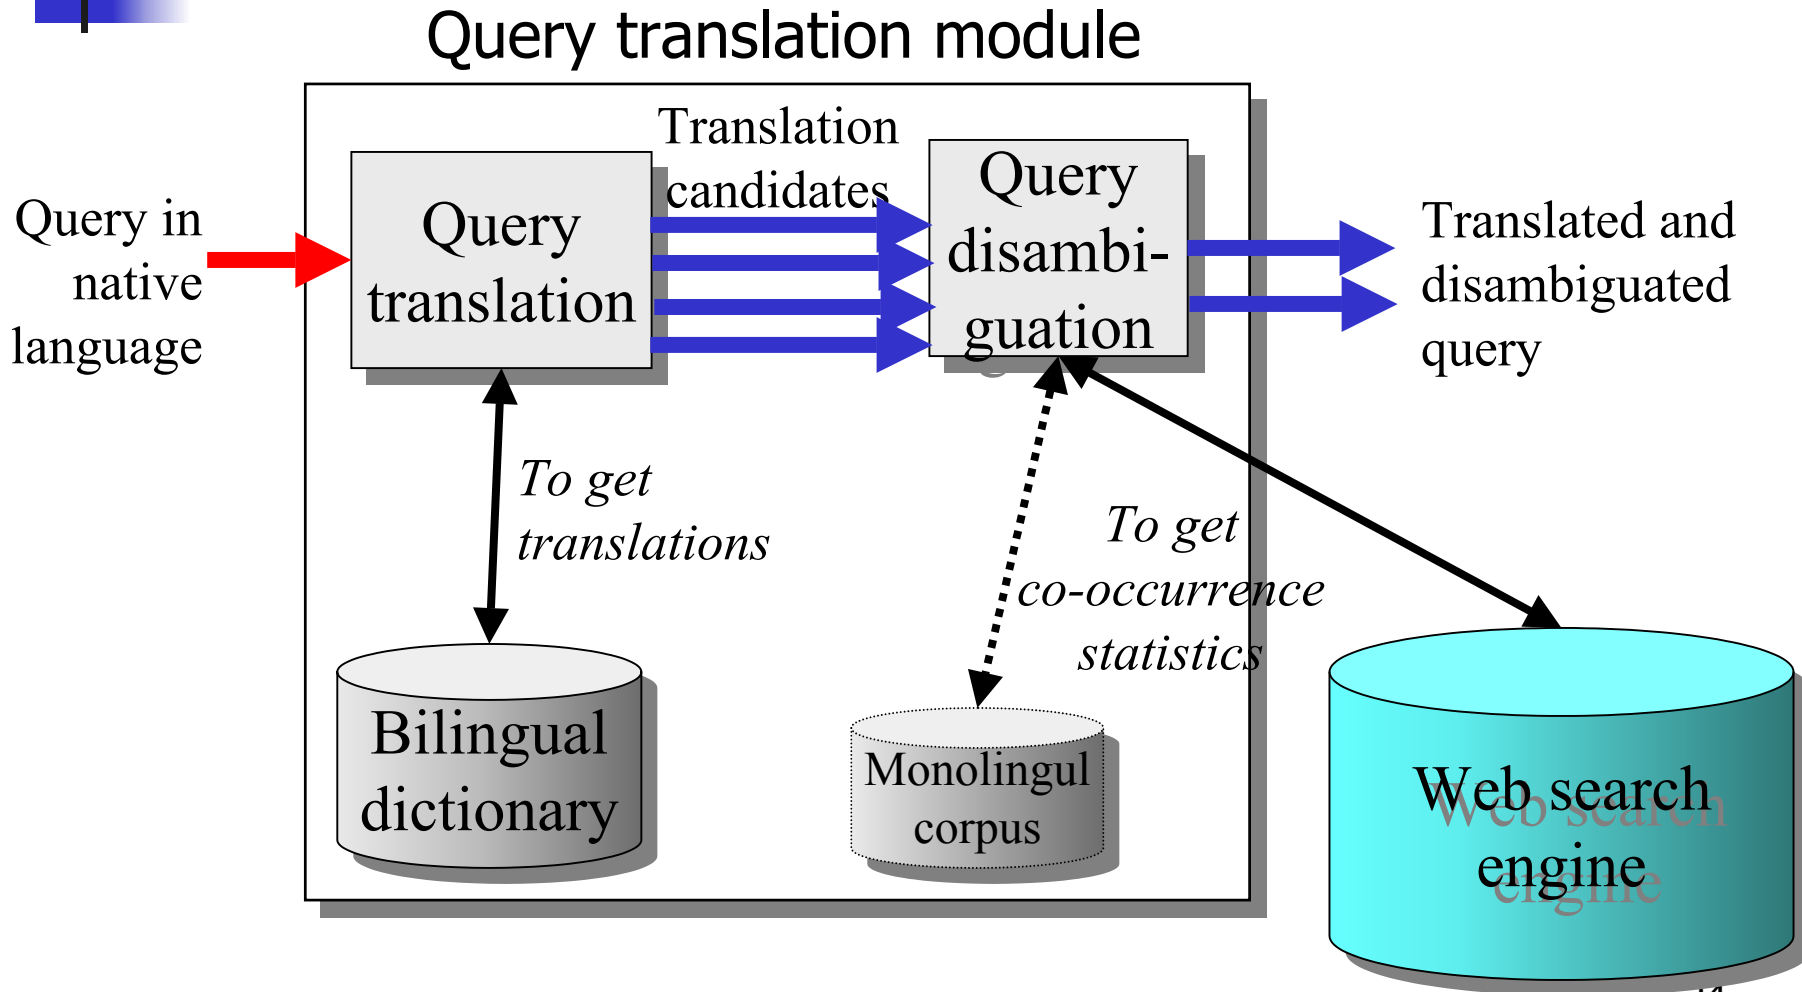 Query translation module
Translation
candidates
Query in
native
language
Query
translation
Query
disambi-
guation
Translated and
disambiguated
query
To get
translations
To get
co-occurrence
statistics
Bilingual
dictionary
Monolingul
corpus
Web search
engine